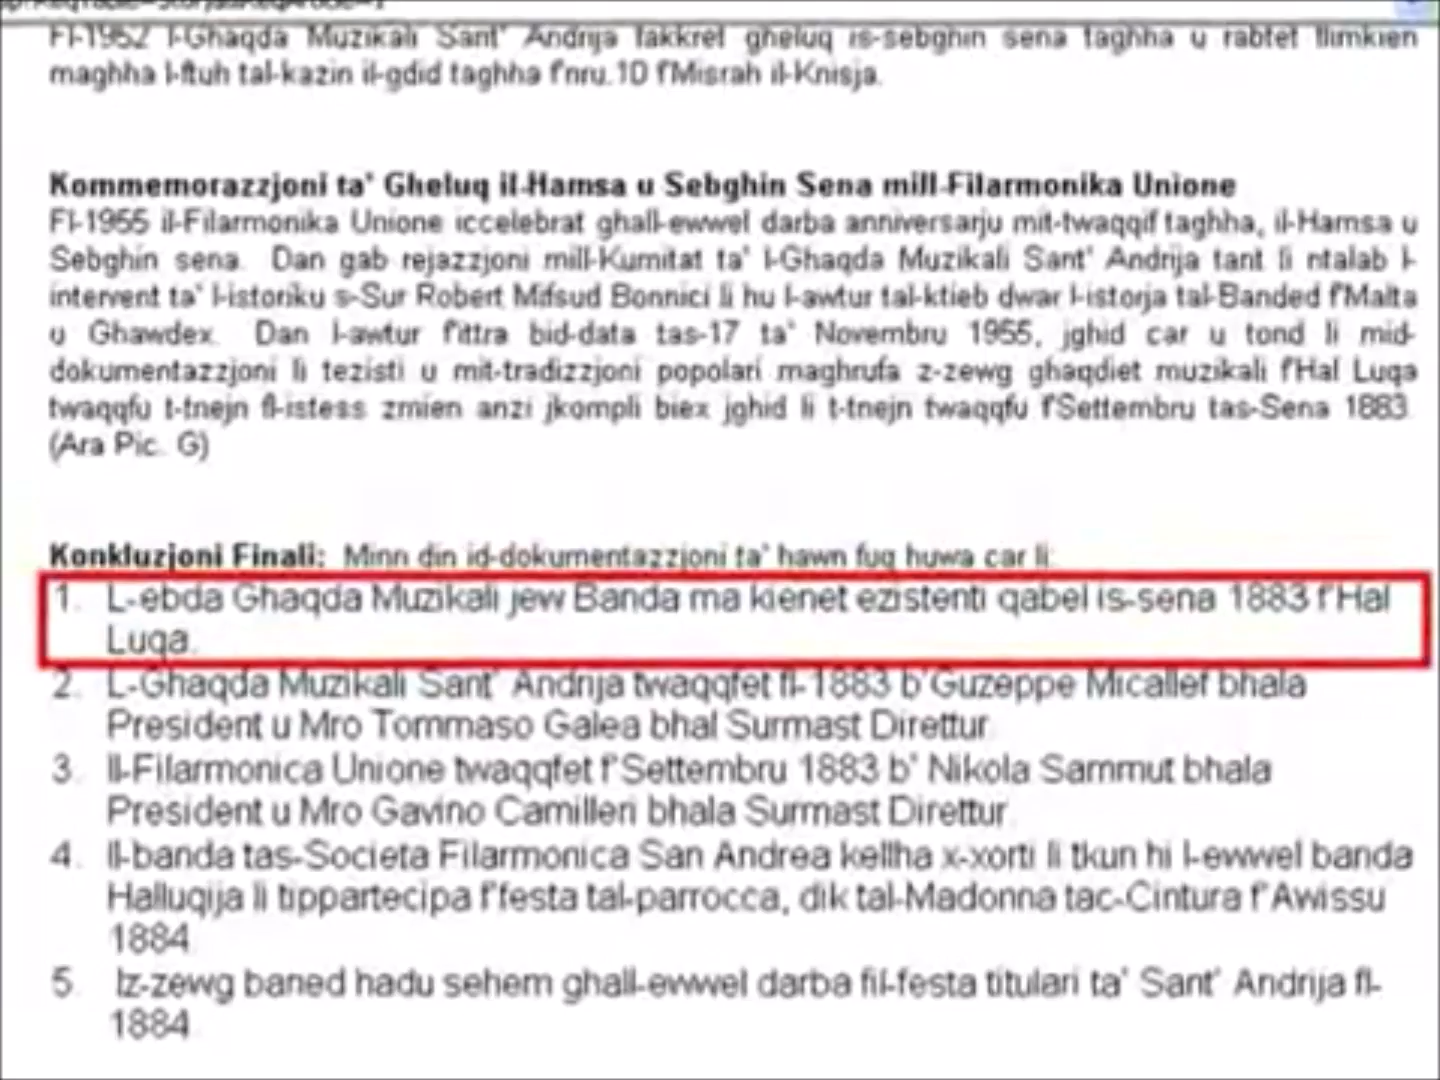 Fl-1952 l-Ghaqda Muzikali Sant' Andrija fakkret gheluq is-sebghin sena taghha u rabtet flimkien
maghha l-ftuh tal-kazin il-gdid taghha f'nru.10 f'Misrah il-Knisja.
Kommemorazzjoni ta' Gheluq il-Hamsa u Sebghin Sena mill-Filarmonika Unione
Fl-1955 il-Filarmonika Unione iccelebrat ghall-ewwel darba anniversarju mit-twaqqif taghha, il-Hamsa u
Sebghin sena. Dan gab rejazzjoni mill-Kumitat ta' l-Ghaqda Muzikali Sant' Andrija tant li ntalab l-
intervent ta' l-istoriku s-Sur Robert Mifsud Bonnici li hu l-awtur tal-ktieb dwar l-istorja tal-Banded f'Malta
u Ghawdex. Dan l-awtur f'ittra bid-data tas-17 ta' Novembru 1955, jghid car u tond li mid-
dokumentazzjoni li tezisti u mit-tradizzjoni popolari maghrufa z-zewg ghaqdiet muzikali f'Hal Luqa
twaqqfu t-tnejn fl-istess zmien anzi jkompli biex jghid li t-tnejn twaqqfu f'Settembru tas-Sena 1883.
(Ara Pic. G)
Konkluzjoni Finali: Minn din id-dokumentazzjoni ta' hawn fuq huwa car li:
1. L-ebda Ghaqda Muzikali jew Banda ma kienet ezistenti qabel is-sena 1883 f'Hal
Luqa.
2. L-Ghaqda Muzikali Sant' Andrija twaqqfet fl-1883 b'Guzeppe Micallef bhala
President u Mro Tommaso Galea bhal Surmast Direttur.
3. Il-Filarmonica Unione twaqqfet f'Settembru 1883 b' Nikola Sammut bhala
President u Mro Gavino Camilleri bhala Surmast Direttur.
4. Il-banda tas-Societa Filarmonica San Andrea kellha x-xorti li tkun hi l-ewwel banda
Halluqija li tippartecipa f'festa tal-parrocca, dik tal-Madonna tac-Cintura f'Awissu
1884.
5. Iz-zewg baned hadu sehem ghall-ewwel darba fil-festa titulari ta' Sant' Andrija fl-
1884.